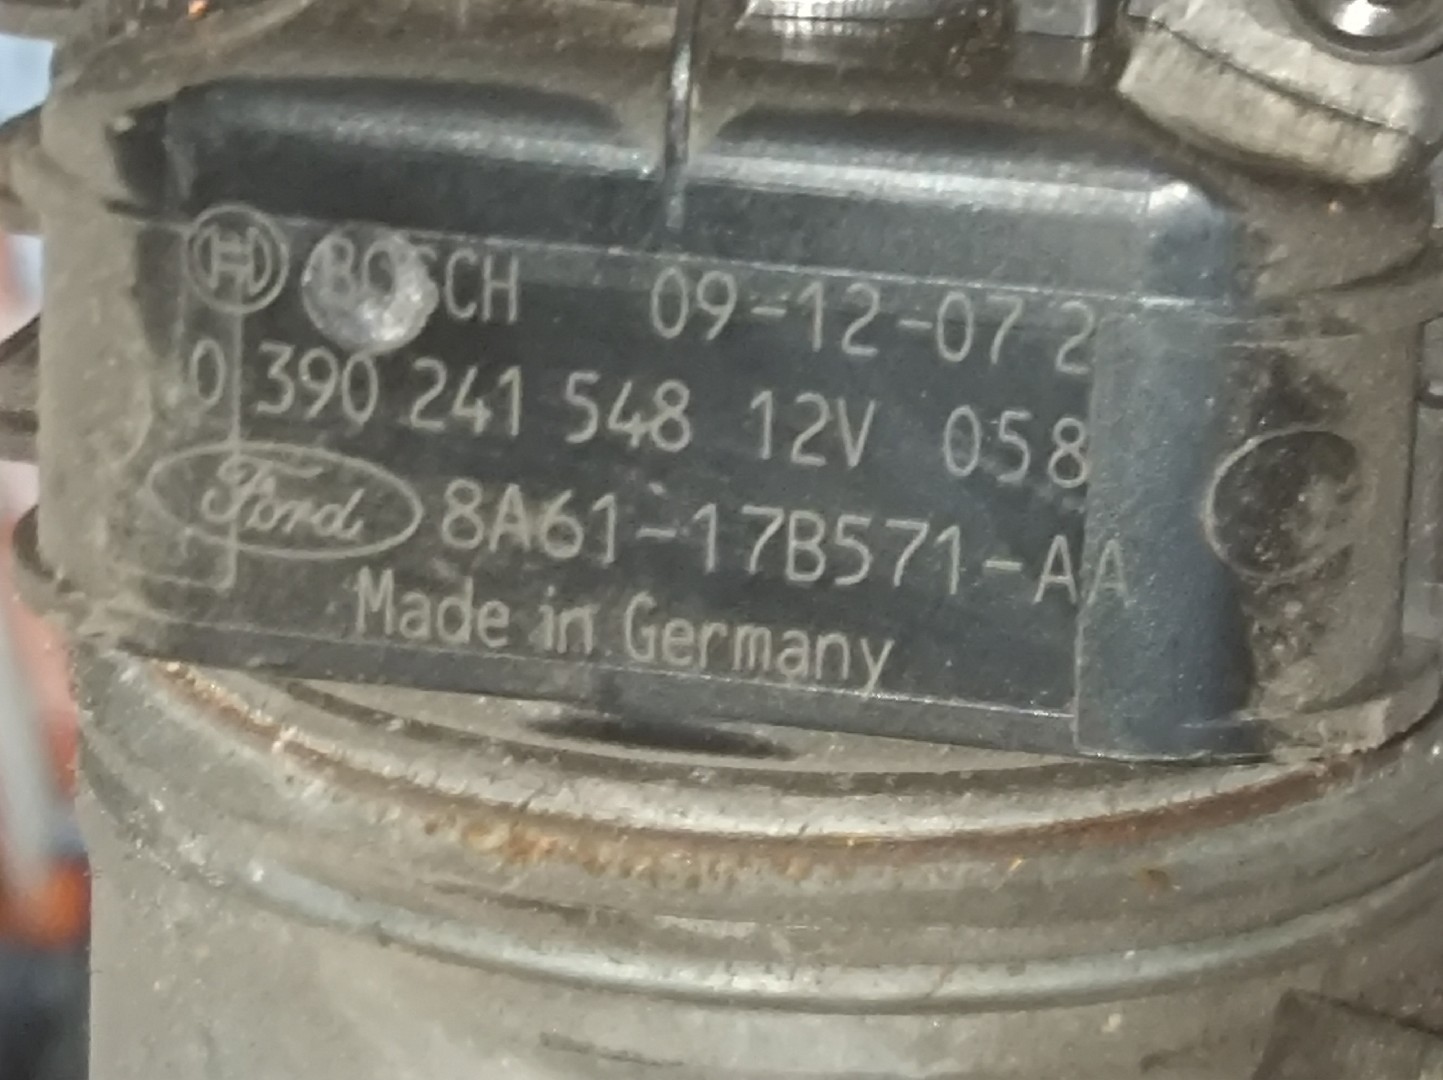 BOSCH 09-12-07 2
0 390 241 548 12V 058
Ford 8A61-17B571-AA
Made in Germany